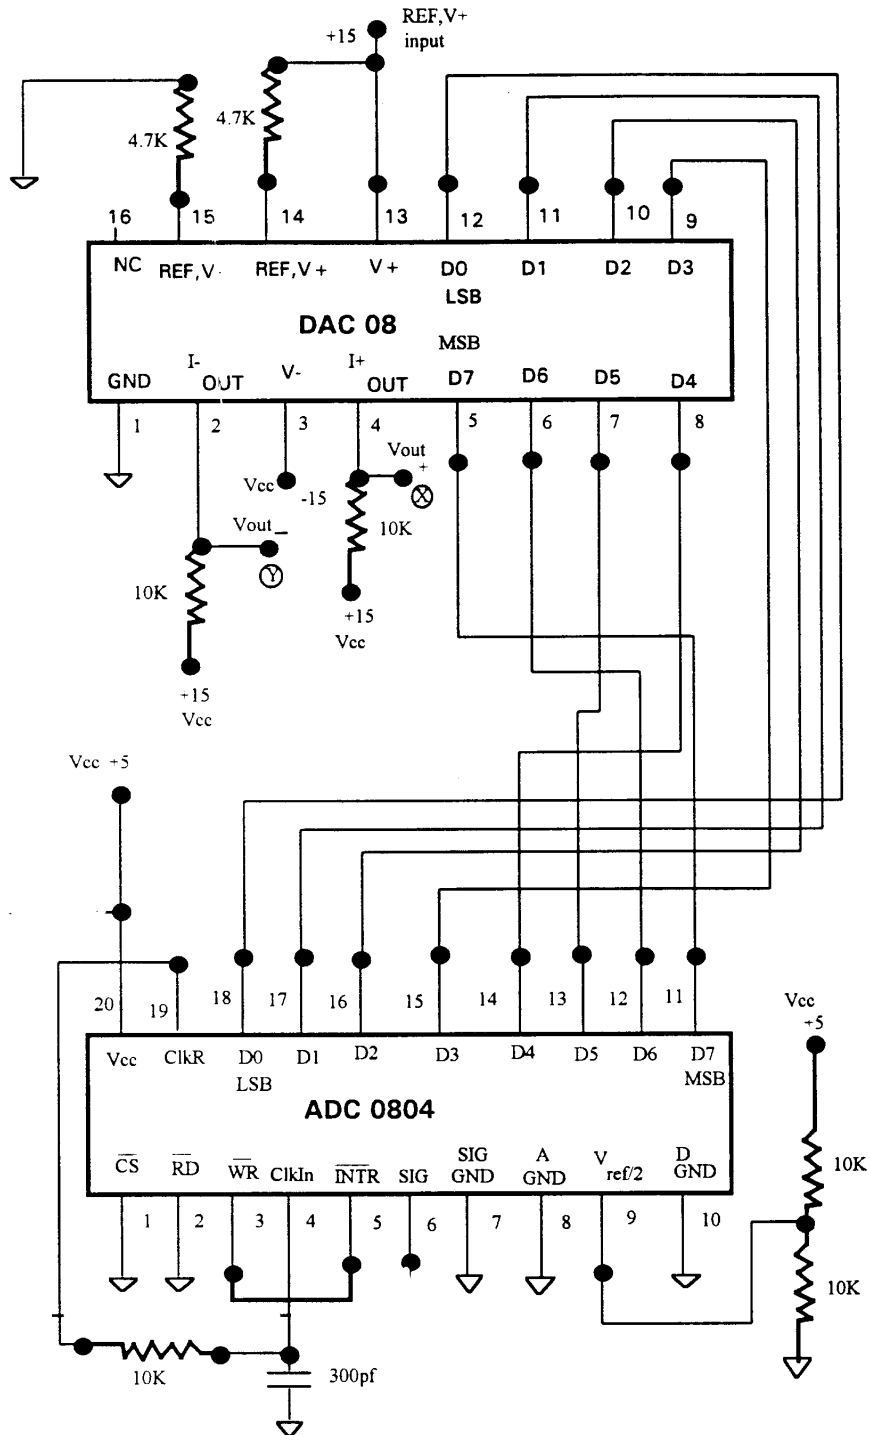 REF,V+
+15 input
4.7K 4.7K
16 15 14 13 12 11 10 9
NC REF,V- REF,V+ V+ D0 D1 D2 D3
LSB
DAC 08
MSB
I- I+
GND OUT V- OUT D7 D6 D5 D4
1 2 3 4 5 6 7 8
Vout
+
Vcc -15 X
Vout _ 10K
Y
10K
+15
Vcc
+15
Vcc
Vcc +5
20 19 18 17 16 15 14 13 12 11
Vcc
+5
Vcc ClkR D0 D1 D2 D3 D4 D5 D6 D7
LSB MSB
ADC 0804
CS RD WR ClkIn INTR SIG SIG GND A GND V ref/2 D GND
10K
1 2 3 4 5 6 7 8 9 10
10K
10K 300pf